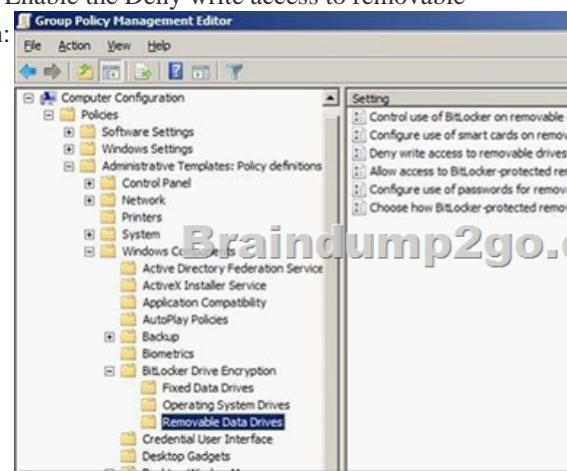 Enable the Deny write access to removable
n:
Group Policy Management Editor
File Action View Help
Computer Configuration
Policies
Software Settings
Windows Settings
Administrative Templates: Policy definitions
Control Panel
Network
Printers
System
Windows Components
Active Directory Federation Service
ActiveX Installer Service
Application Compatibility
AutoPlay Policies
Backup
Biometrics
BitLocker Drive Encryption
Fixed Data Drives
Operating System Drives
Removable Data Drives
Credential User Interface
Desktop Gadgets
Setting
Control use of BitLocker on removable
Configure use of smart cards on remov
Deny write access to removable drives
Allow access to BitLocker-protected re
Configure use of passwords for remov
Choose how BitLocker-protected remo
Braindump2go.c